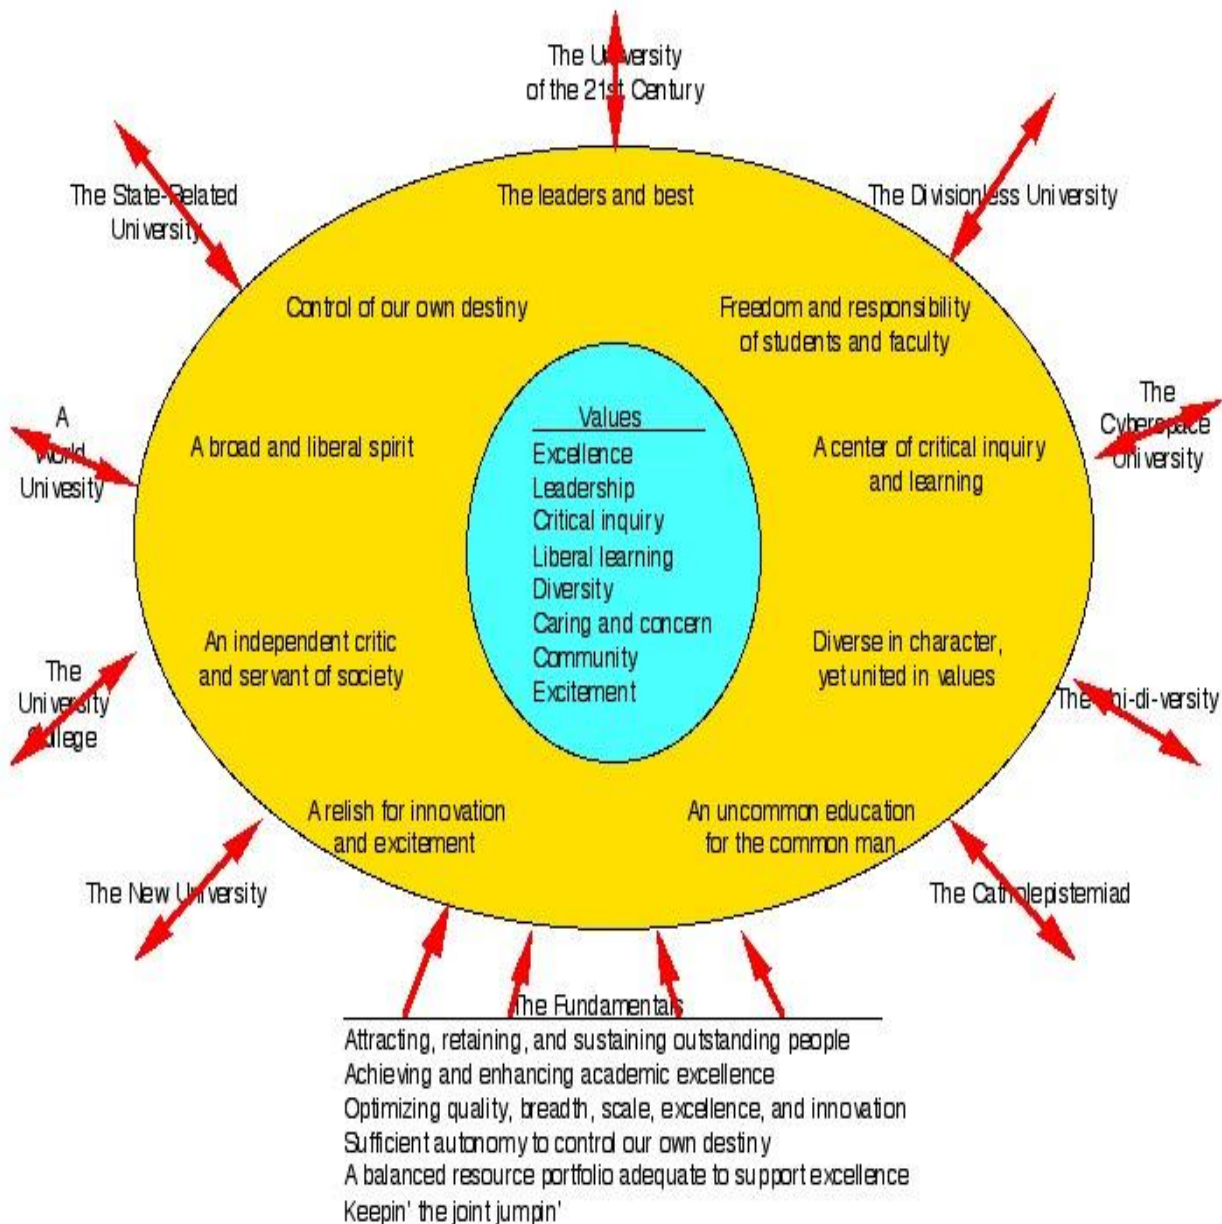 The University
of the 21st Century
The State-Related
University
The leaders and best
The Divisionless University
Control of our own destiny
Freedom and responsibility
of students and faculty
A
World
Univesity
A broad and liberal spirit
Values
Excellence
Leadership
Critical inquiry
Liberal learning
Diversity
Caring and concern
Community
Excitement
A center of critical inquiry
and learning
The
Cyberspace
University
The
University
College
An independent critic
and servant of society
Diverse in character,
yet united in values
The -di-versity
A relish for innovation
and excitement
An uncommon education
for the common man
The New University
The Catholepistemiad
The Fundamentals
Attracting, retaining, and sustaining outstanding people
Achieving and enhancing academic excellence
Optimizing quality, breadth, scale, excellence, and innovation
Sufficient autonomy to control our own destiny
A balanced resource portfolio adequate to support excellence
Keepin' the joint jumpin'